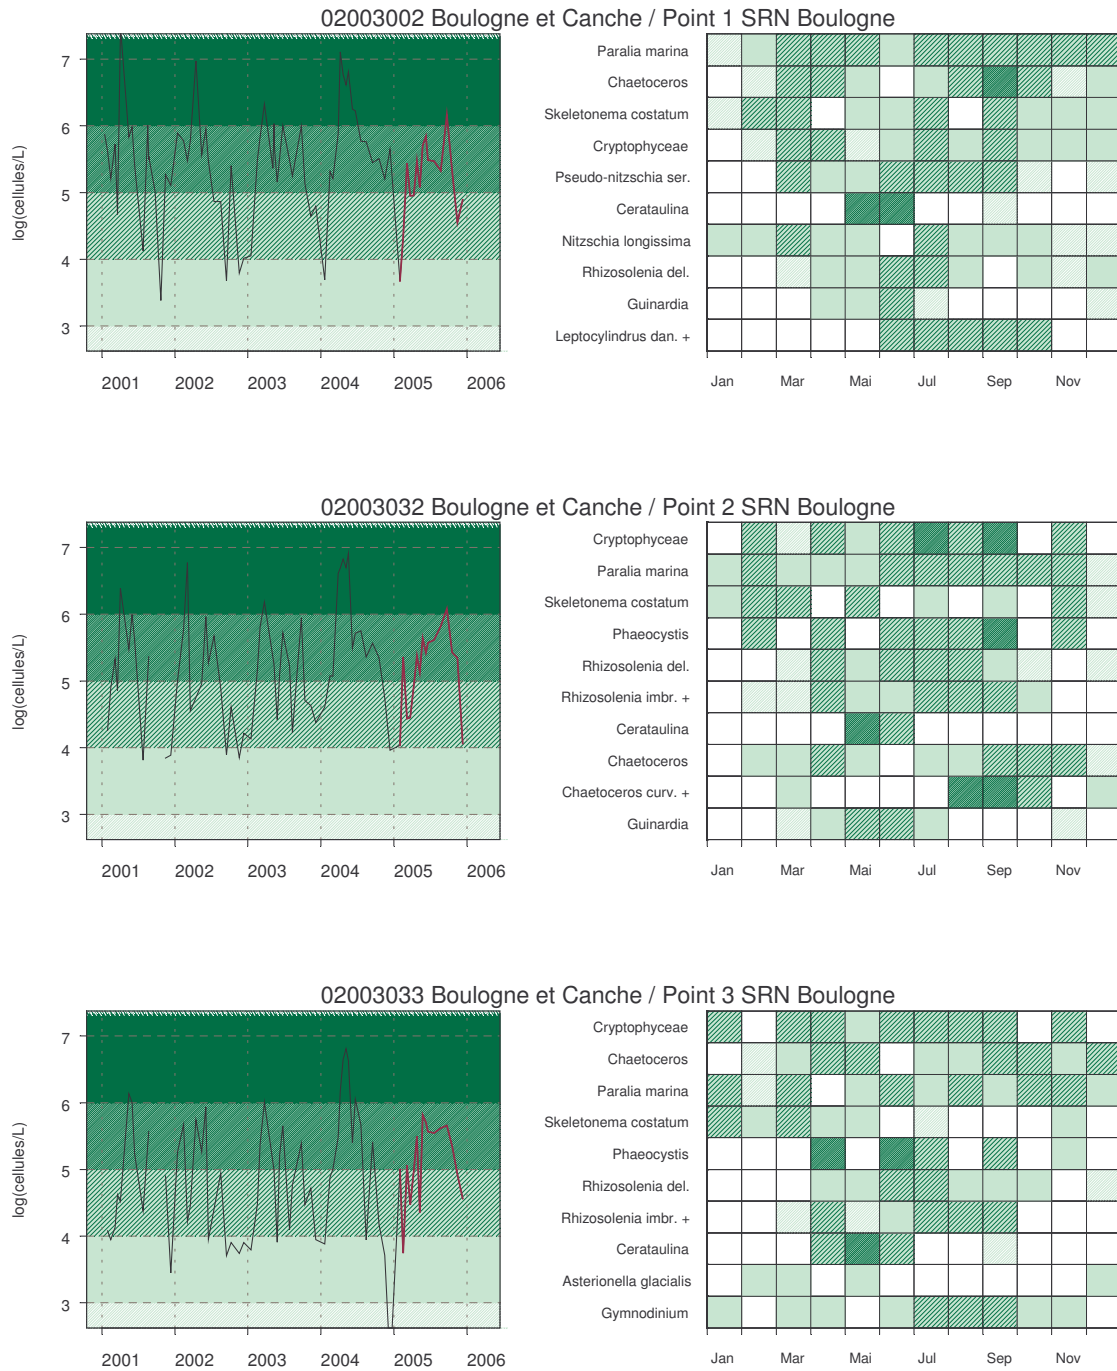 02003002 Boulogne et Canche / Point 1 SRN Boulogne
log(cellules/L)
7
6
5
4
3
2001 2002 2003 2004 2005 2006
Paralia marina
Chaetoceros
Skeletonema costatum
Cryptophyceae
Pseudo-nitzschia ser.
Cerataulina
Nitzschia longissima
Rhizosolenia del.
Guinardia
Leptocylindrus dan. +
Jan Mar Mai Jul Sep Nov
02003032 Boulogne et Canche / Point 2 SRN Boulogne
log(cellules/L)
7
6
5
4
3
2001 2002 2003 2004 2005 2006
Cryptophyceae
Paralia marina
Skeletonema costatum
Phaeocystis
Rhizosolenia del.
Rhizosolenia imbr. +
Cerataulina
Chaetoceros
Chaetoceros curv. +
Guinardia
Jan Mar Mai Jul Sep Nov
02003033 Boulogne et Canche / Point 3 SRN Boulogne
log(cellules/L)
7
6
5
4
3
2001 2002 2003 2004 2005 2006
Cryptophyceae
Chaetoceros
Paralia marina
Skeletonema costatum
Phaeocystis
Rhizosolenia del.
Rhizosolenia imbr. +
Cerataulina
Asterionella glacialis
Gymnodinium
Jan Mar Mai Jul Sep Nov